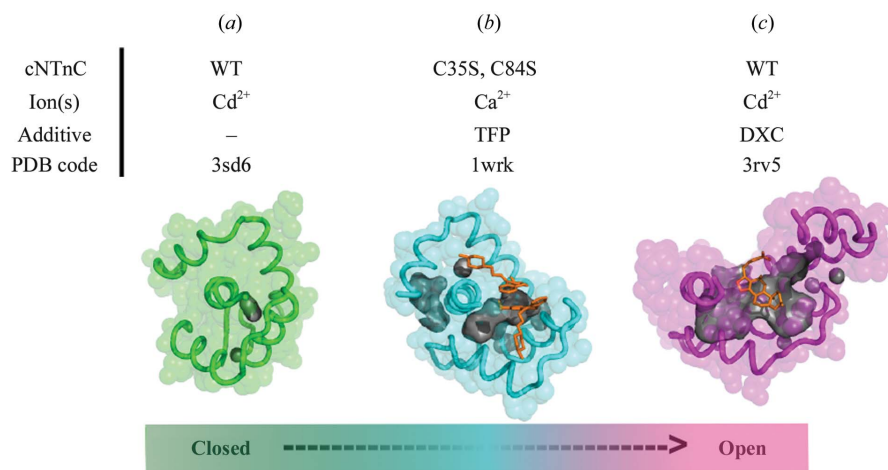 (a) (b) (c)
cNTnC WT C35S, C84S WT
Ion(s) Cd²⁺ Ca²⁺ Cd²⁺
Additive – TFP DXC
PDB code 3sd6 1wrk 3rv5
Closed Open